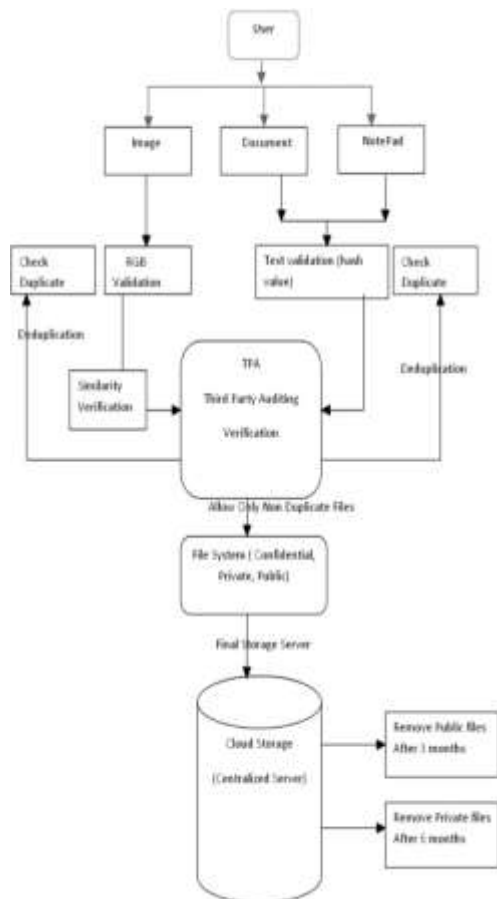 User
Image
Document
NotePad
Check
Duplicate
RGB
Validation
Test validation (hash
value)
Check
Duplicate
Deduplication
Deduplication
Similarity
Verification
TPA
Third Party Auditing
Verification
Allow Only Non Duplicate Files
File System ( Confidential,
Private, Public)
Final Storage Server
Cloud Storage
(Centralized Server)
Remove Public files
After 3 months
Remove Private files
After 6 months